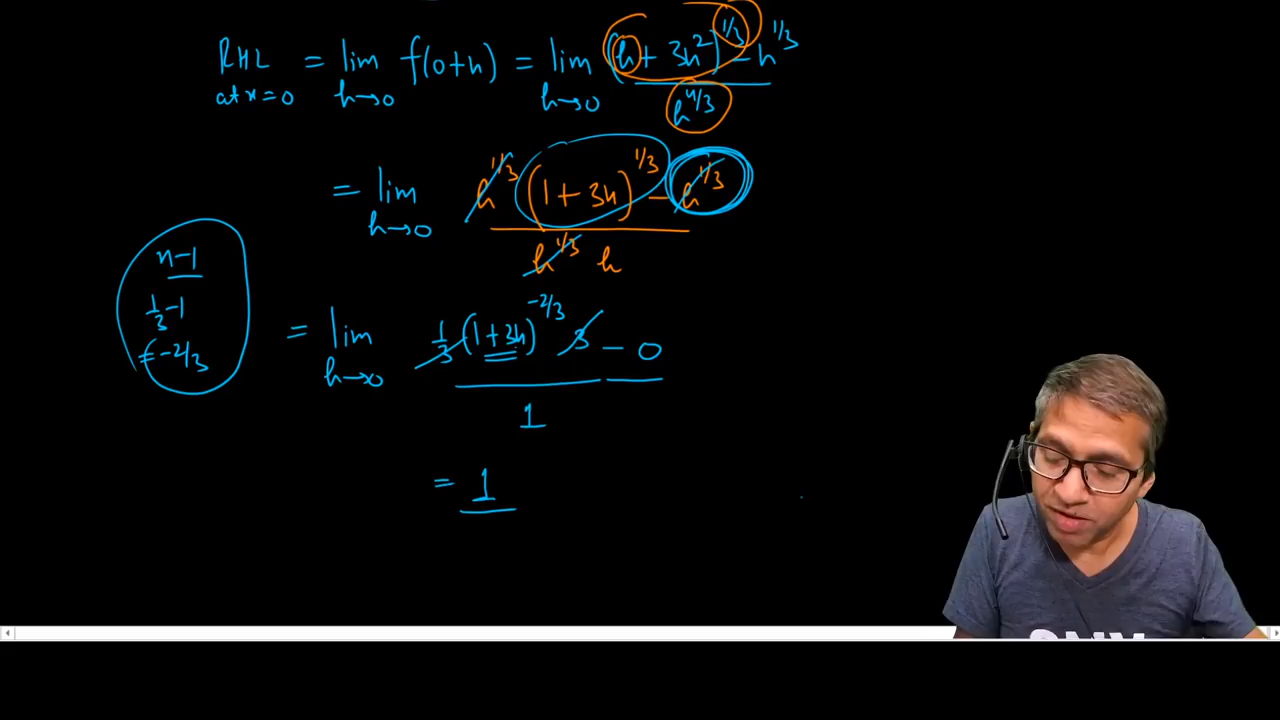 RHL = lim f(0+h) = lim (h + 3h²)^1/3 - h^1/3
at x=0 h→0 h→0 h^4/3
= lim h^1/3 (1 + 3h)^1/3 - h^1/3
h→0 h^1/3 h
n-1
1/3 -1
= -2/3
= lim 1/3 (1+3h)^-2/3 3 - 0
h→0 1
= 1